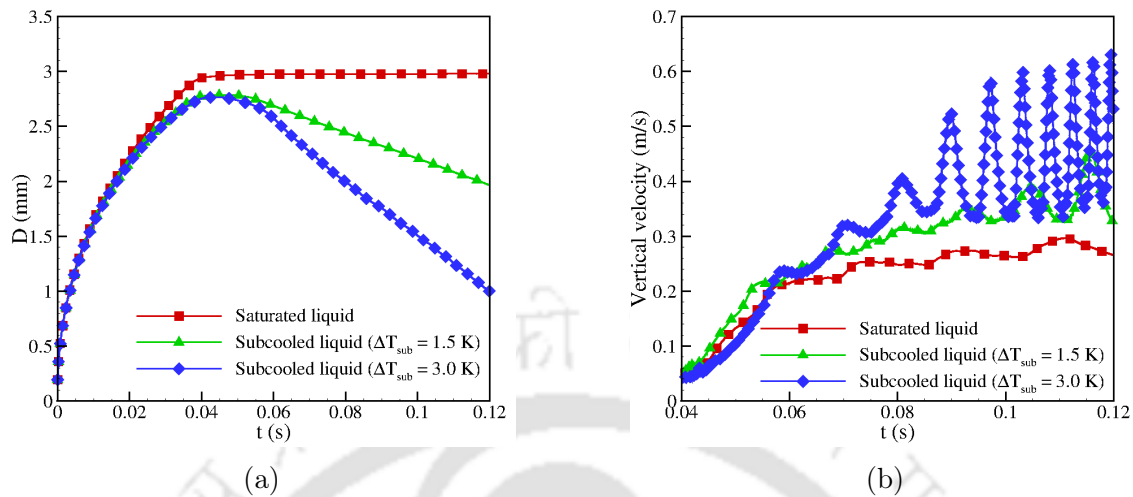 3.5
3
2.5
2
1.5
1
0.5
0
D (mm)
Saturated liquid
Subcooled liquid (ΔT_sub = 1.5 K)
Subcooled liquid (ΔT_sub = 3.0 K)
0 0.02 0.04 0.06 0.08 0.1 0.12
t (s)
(a)
0.7
0.6
0.5
0.4
0.3
0.2
0.1
0
Vertical velocity (m/s)
Saturated liquid
Subcooled liquid (ΔT_sub = 1.5 K)
Subcooled liquid (ΔT_sub = 3.0 K)
0.04 0.06 0.08 0.1 0.12
t (s)
(b)